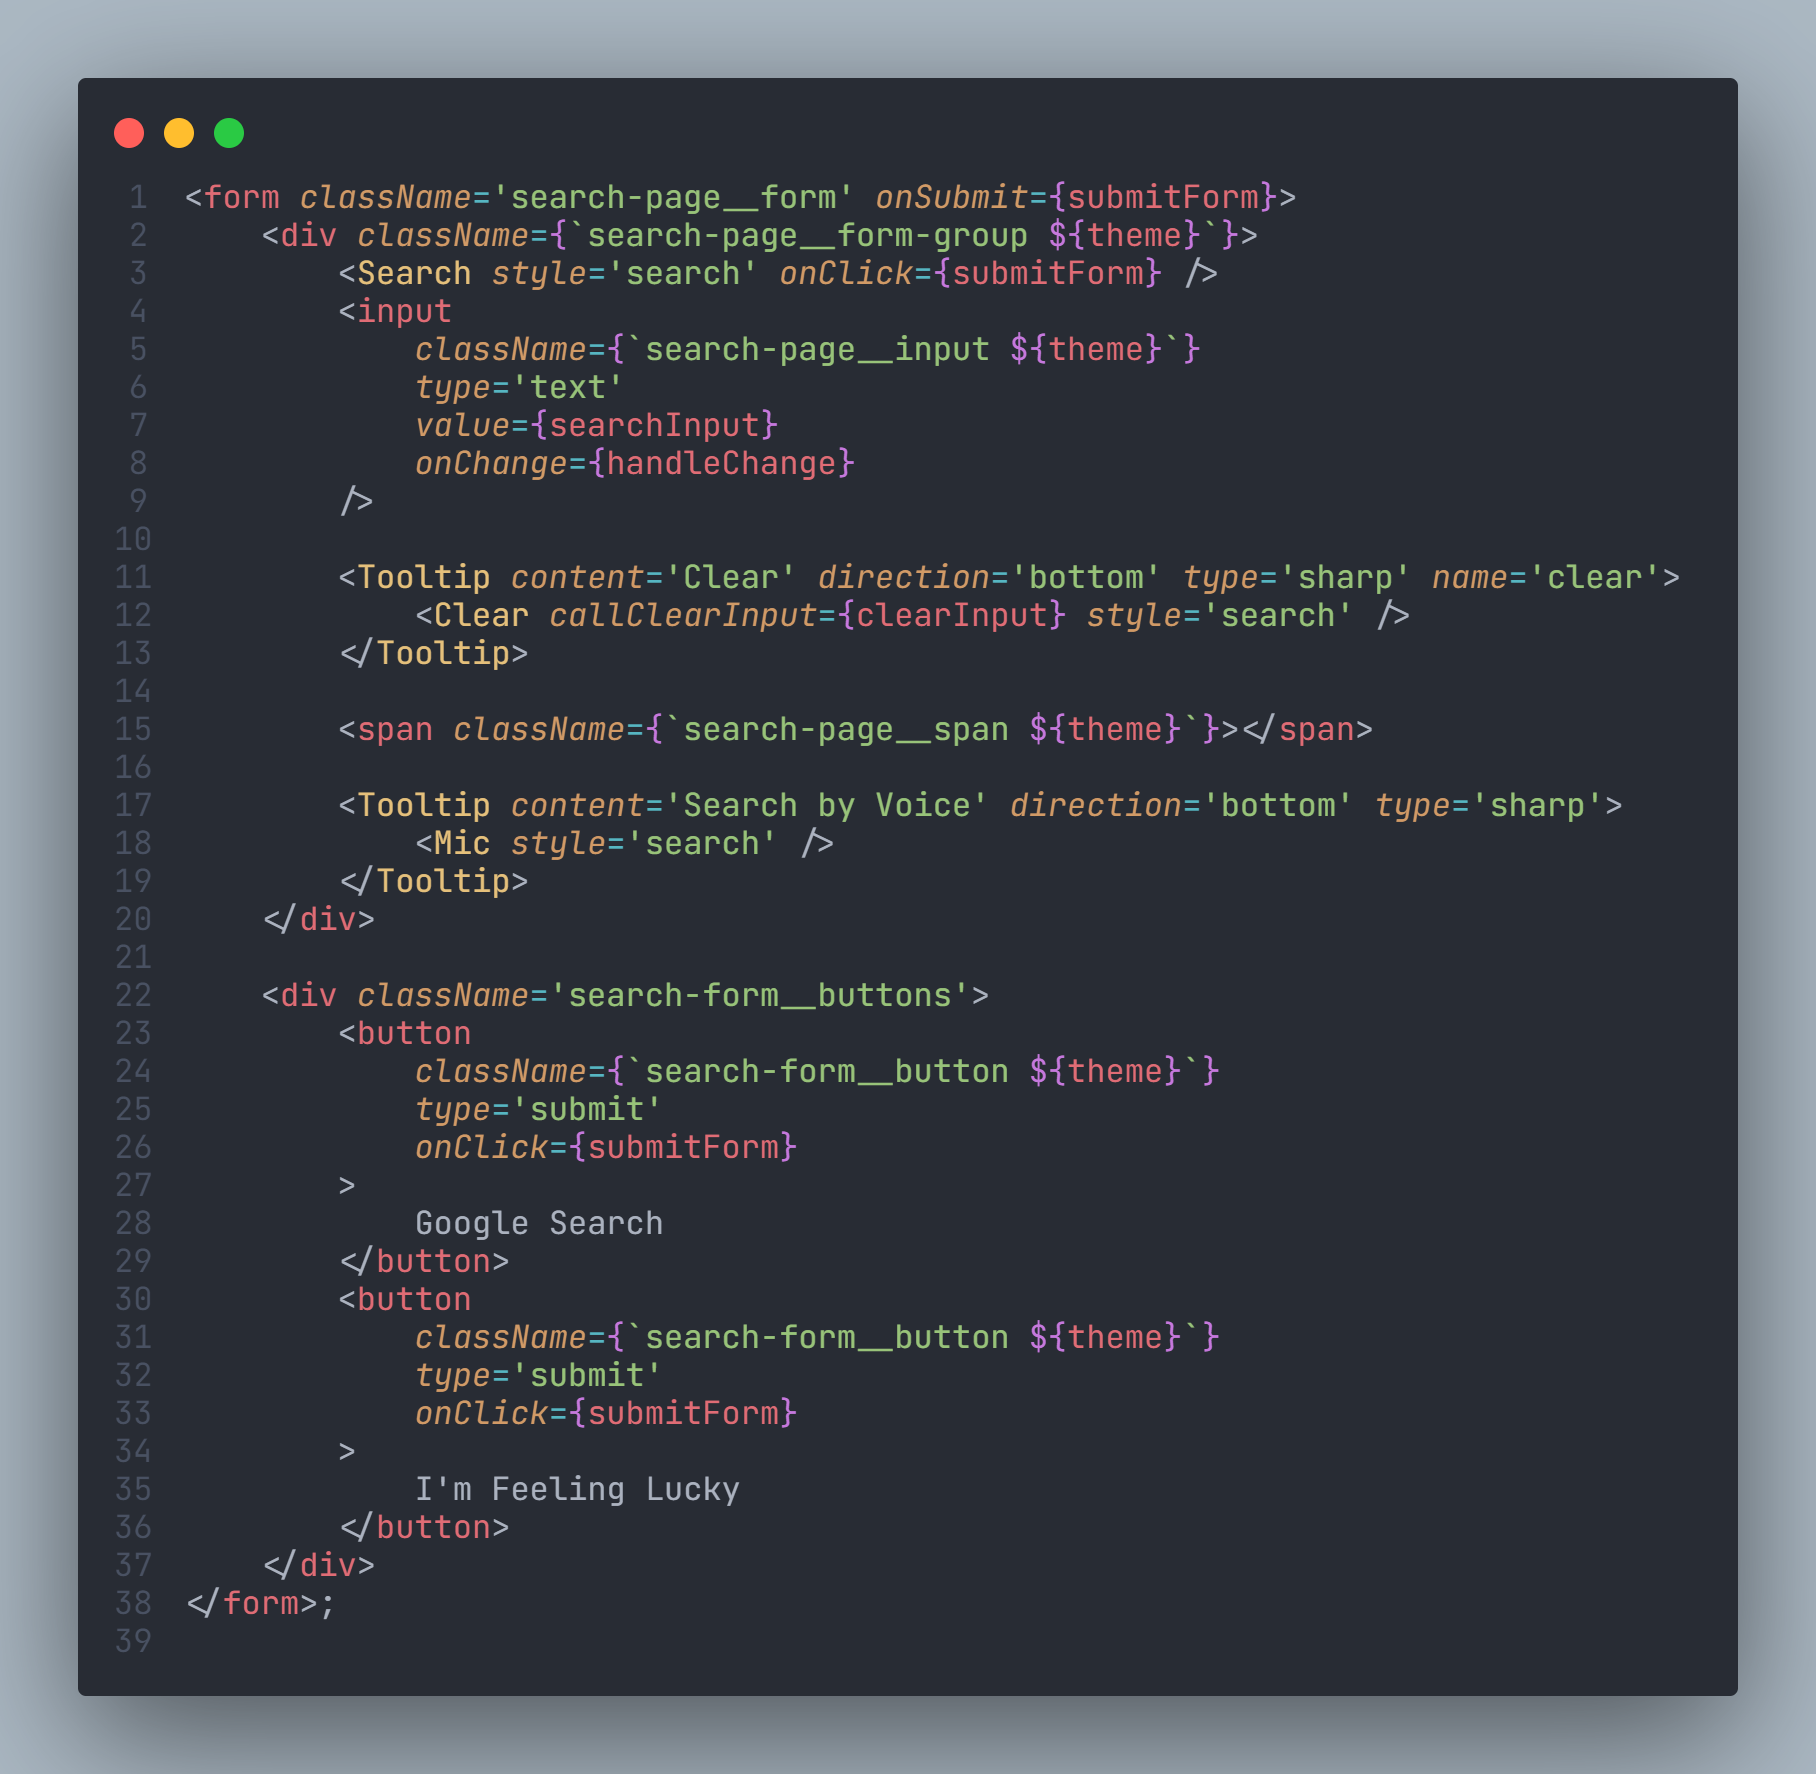 1 <form className='search-page__form' onSubmit={submitForm}>
2     <div className={`search-page__form-group ${theme}`}>
3         <Search style='search' onClick={submitForm} />
4         <input
5             className={`search-page__input ${theme}`}
6             type='text'
7             value={searchInput}
8             onChange={handleChange}
9         />
10
11         <Tooltip content='Clear' direction='bottom' type='sharp' name='clear'>
12             <Clear callClearInput={clearInput} style='search' />
13         </Tooltip>
14
15         <span className={`search-page__span ${theme}`}></span>
16
17         <Tooltip content='Search by Voice' direction='bottom' type='sharp'>
18             <Mic style='search' />
19         </Tooltip>
20     </div>
21
22     <div className='search-form__buttons'>
23         <button
24             className={`search-form__button ${theme}`}
25             type='submit'
26             onClick={submitForm}
27         >
28             Google Search
29         </button>
30         <button
31             className={`search-form__button ${theme}`}
32             type='submit'
33             onClick={submitForm}
34         >
35             I'm Feeling Lucky
36         </button>
37     </div>
38 </form>;
39